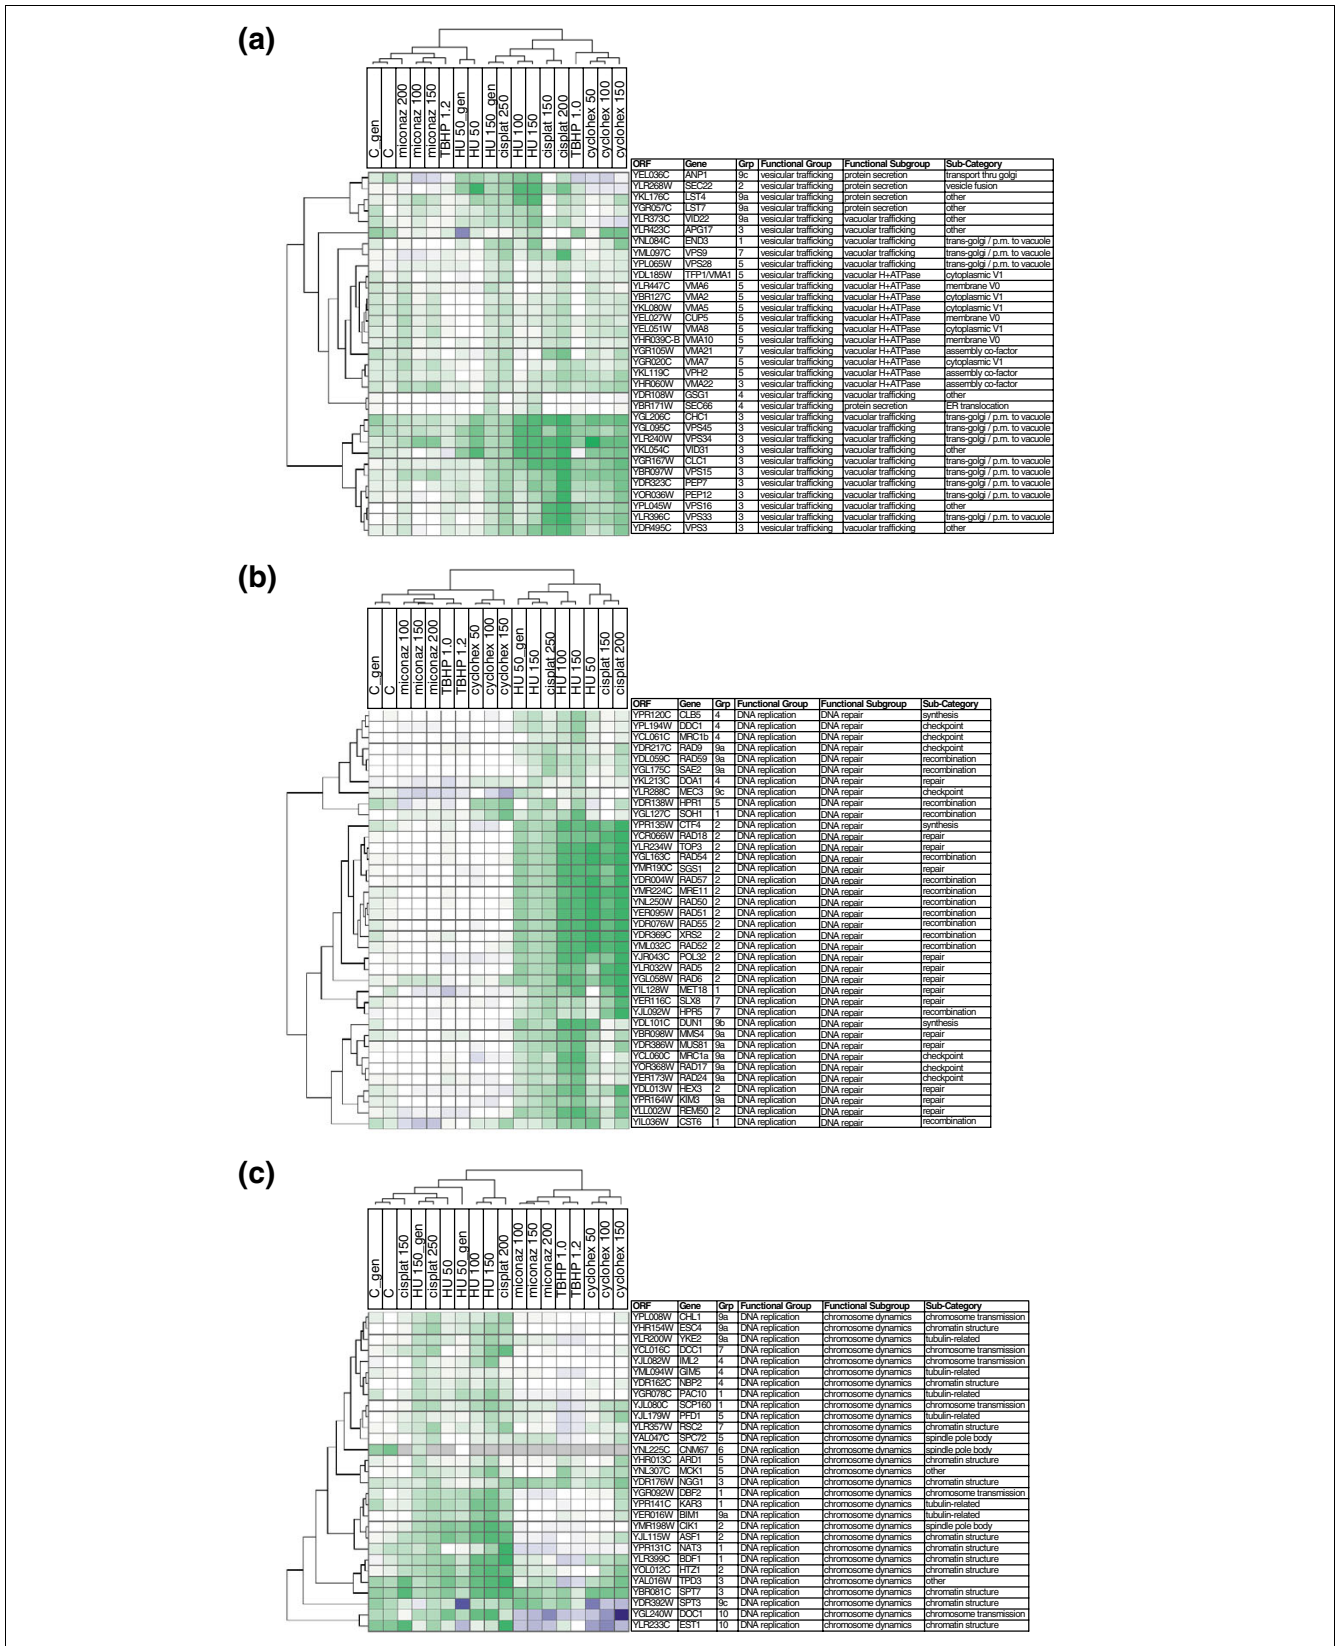 (a)
C_gen
C
miconaz 200
miconaz 100
miconaz 150
TBHP 1.2
HU 50_gen
HU 50
HU 150_gen
cisplat 250
HU 100
HU 150
cisplat 150
cisplat 200
TBHP 1.0
cyclohex 50
cyclohex 100
cyclohex 150
ORF Gene Grp Functional Group Functional Subgroup Sub-Category
YEL036C ANP1 9c vesicular trafficking protein secretion transport thru golgi
YLR268W SEC22 2 vesicular trafficking protein secretion vesicle fusion
YKL176C LST4 9a vesicular trafficking protein secretion other
YGR057C LST7 9a vesicular trafficking protein secretion other
YLR373C VID22 9a vesicular trafficking vacuolar trafficking other
YLR423C APG17 3 vesicular trafficking vacuolar trafficking other
YNL084C END3 1 vesicular trafficking vacuolar trafficking trans-golgi / p.m. to vacuole
YML097C VPS9 7 vesicular trafficking vacuolar trafficking trans-golgi / p.m. to vacuole
YPL065W VPS28 5 vesicular trafficking vacuolar trafficking trans-golgi / p.m. to vacuole
YDL185W TFP1/VMA1 5 vesicular trafficking vacuolar H+ATPase cytoplasmic V1
YLR447C VMA6 5 vesicular trafficking vacuolar H+ATPase membrane V0
YBR127C VMA2 5 vesicular trafficking vacuolar H+ATPase cytoplasmic V1
YKL080W VMA5 5 vesicular trafficking vacuolar H+ATPase cytoplasmic V1
YEL027W CUP5 5 vesicular trafficking vacuolar H+ATPase membrane V0
YEL051W VMA8 5 vesicular trafficking vacuolar H+ATPase cytoplasmic V1
YHR039C-B VMA10 5 vesicular trafficking vacuolar H+ATPase membrane V0
YGR105W VMA21 7 vesicular trafficking vacuolar H+ATPase assembly co-factor
YGR020C VMA7 5 vesicular trafficking vacuolar H+ATPase cytoplasmic V1
YKL119C VPH2 5 vesicular trafficking vacuolar H+ATPase assembly co-factor
YHR060W VMA22 3 vesicular trafficking vacuolar H+ATPase assembly co-factor
YDR108W GSG1 4 vesicular trafficking vacuolar trafficking other
YBR171W SEC66 4 vesicular trafficking protein secretion ER translocation
YGL206C CHC1 3 vesicular trafficking vacuolar trafficking trans-golgi / p.m. to vacuole
YGL095C VPS45 3 vesicular trafficking vacuolar trafficking trans-golgi / p.m. to vacuole
YLR240W VPS34 3 vesicular trafficking vacuolar trafficking trans-golgi / p.m. to vacuole
YKL054C VID31 3 vesicular trafficking vacuolar trafficking other
YGR167W CLC1 3 vesicular trafficking vacuolar trafficking trans-golgi / p.m. to vacuole
YBR097W VPS15 3 vesicular trafficking vacuolar trafficking trans-golgi / p.m. to vacuole
YDR323C PEP7 3 vesicular trafficking vacuolar trafficking trans-golgi / p.m. to vacuole
YOR036W PEP12 3 vesicular trafficking vacuolar trafficking trans-golgi / p.m. to vacuole
YPL045W VPS16 3 vesicular trafficking vacuolar trafficking other
YLR396C VPS33 3 vesicular trafficking vacuolar trafficking trans-golgi / p.m. to vacuole
YDR495C VPS3 3 vesicular trafficking vacuolar trafficking other
(b)
C_gen
C
miconaz 100
miconaz 150
miconaz 200
TBHP 1.0
TBHP 1.2
cyclohex 50
cyclohex 100
cyclohex 150
HU 50_gen
HU 150
cisplat 250
HU 100
HU 150
HU 50
cisplat 150
cisplat 200
ORF Gene Grp Functional Group Functional Subgroup Sub-Category
YPR120C CLB5 4 DNA replication DNA repair synthesis
YPL194W DDC1 4 DNA replication DNA repair checkpoint
YCL061C MRC1b 4 DNA replication DNA repair checkpoint
YDR217C RAD9 9a DNA replication DNA repair checkpoint
YDL059C RAD59 9a DNA replication DNA repair recombination
YGL175C SAE2 9a DNA replication DNA repair recombination
YKL213C DOA1 4 DNA replication DNA repair repair
YLR288C MEC3 9c DNA replication DNA repair checkpoint
YDR138W HPR1 5 DNA replication DNA repair recombination
YGL127C SOH1 1 DNA replication DNA repair recombination
YPR135W CTF4 2 DNA replication DNA repair synthesis
YCR066W RAD18 2 DNA replication DNA repair repair
YLR234W TOP3 2 DNA replication DNA repair repair
YGL163C RAD54 2 DNA replication DNA repair recombination
YMR190C SGS1 2 DNA replication DNA repair repair
YDR004W RAD57 2 DNA replication DNA repair recombination
YMR224C MRE11 2 DNA replication DNA repair recombination
YNL250W RAD50 2 DNA replication DNA repair recombination
YER095W RAD51 2 DNA replication DNA repair recombination
YDR076W RAD55 2 DNA replication DNA repair recombination
YDR369C XRS2 2 DNA replication DNA repair recombination
YML032C RAD52 2 DNA replication DNA repair recombination
YJR043C POL32 2 DNA replication DNA repair repair
YLR032W RAD5 2 DNA replication DNA repair repair
YGL058W RAD6 2 DNA replication DNA repair repair
YIL128W MET18 1 DNA replication DNA repair repair
YER116C SLX8 7 DNA replication DNA repair repair
YJL092W HPR5 7 DNA replication DNA repair recombination
YDL101C DUN1 9b DNA replication DNA repair synthesis
YBR098W MMS4 9a DNA replication DNA repair repair
YDR386W MUS81 9a DNA replication DNA repair repair
YCL060C MRC1a 9a DNA replication DNA repair checkpoint
YOR368W RAD17 9a DNA replication DNA repair checkpoint
YER173W RAD24 9a DNA replication DNA repair checkpoint
YDL013W HEX3 2 DNA replication DNA repair repair
YPR164W KIM3 9a DNA replication DNA repair repair
YLL002W REM50 2 DNA replication DNA repair repair
YIL036W CST6 1 DNA replication DNA repair recombination
(c)
C_gen
C
cisplat 150
HU 150_gen
cisplat 250
HU 50
HU 50_gen
HU 100
HU 150
cisplat 200
miconaz 100
miconaz 150
miconaz 200
TBHP 1.0
TBHP 1.2
cyclohex 50
cyclohex 100
cyclohex 150
ORF Gene Grp Functional Group Functional Subgroup Sub-Category
YPL008W CHL1 9a DNA replication chromosome dynamics chromosome transmission
YHR154W ESC4 9a DNA replication chromosome dynamics chromatin structure
YLR200W YKE2 9a DNA replication chromosome dynamics tubulin-related
YCL016C DCC1 7 DNA replication chromosome dynamics chromosome transmission
YJL082W IML2 4 DNA replication chromosome dynamics chromosome transmission
YML094W GIM5 4 DNA replication chromosome dynamics tubulin-related
YDR162C NBP2 4 DNA replication chromosome dynamics chromatin structure
YGR078C PAC10 1 DNA replication chromosome dynamics tubulin-related
YJL080C SCP160 1 DNA replication chromosome dynamics chromosome transmission
YJL179W PFD1 5 DNA replication chromosome dynamics tubulin-related
YLR357W RSC2 7 DNA replication chromosome dynamics chromatin structure
YAL047C SPC72 5 DNA replication chromosome dynamics spindle pole body
YNL225C CNM67 6 DNA replication chromosome dynamics spindle pole body
YHR013C ARD1 5 DNA replication chromosome dynamics chromatin structure
YNL307C MCK1 5 DNA replication chromosome dynamics other
YDR176W NGG1 3 DNA replication chromosome dynamics chromatin structure
YGR092W DBF2 1 DNA replication chromosome dynamics chromosome transmission
YPR141C KAR3 1 DNA replication chromosome dynamics tubulin-related
YER016W BIM1 9a DNA replication chromosome dynamics tubulin-related
YMR198W CIK1 2 DNA replication chromosome dynamics spindle pole body
YJL115W ASF1 2 DNA replication chromosome dynamics chromatin structure
YPR131C NAT3 1 DNA replication chromosome dynamics chromatin structure
YLR399C BDF1 1 DNA replication chromosome dynamics chromatin structure
YOL012C HTZ1 2 DNA replication chromosome dynamics chromatin structure
YAL016W TPD3 3 DNA replication chromosome dynamics other
YBR081C SPT7 3 DNA replication chromosome dynamics chromatin structure
YDR392W SPT3 9c DNA replication chromosome dynamics chromatin structure
YGL240W DOC1 10 DNA replication chromosome dynamics chromosome transmission
YLR233C EST1 10 DNA replication chromosome dynamics chromatin structure